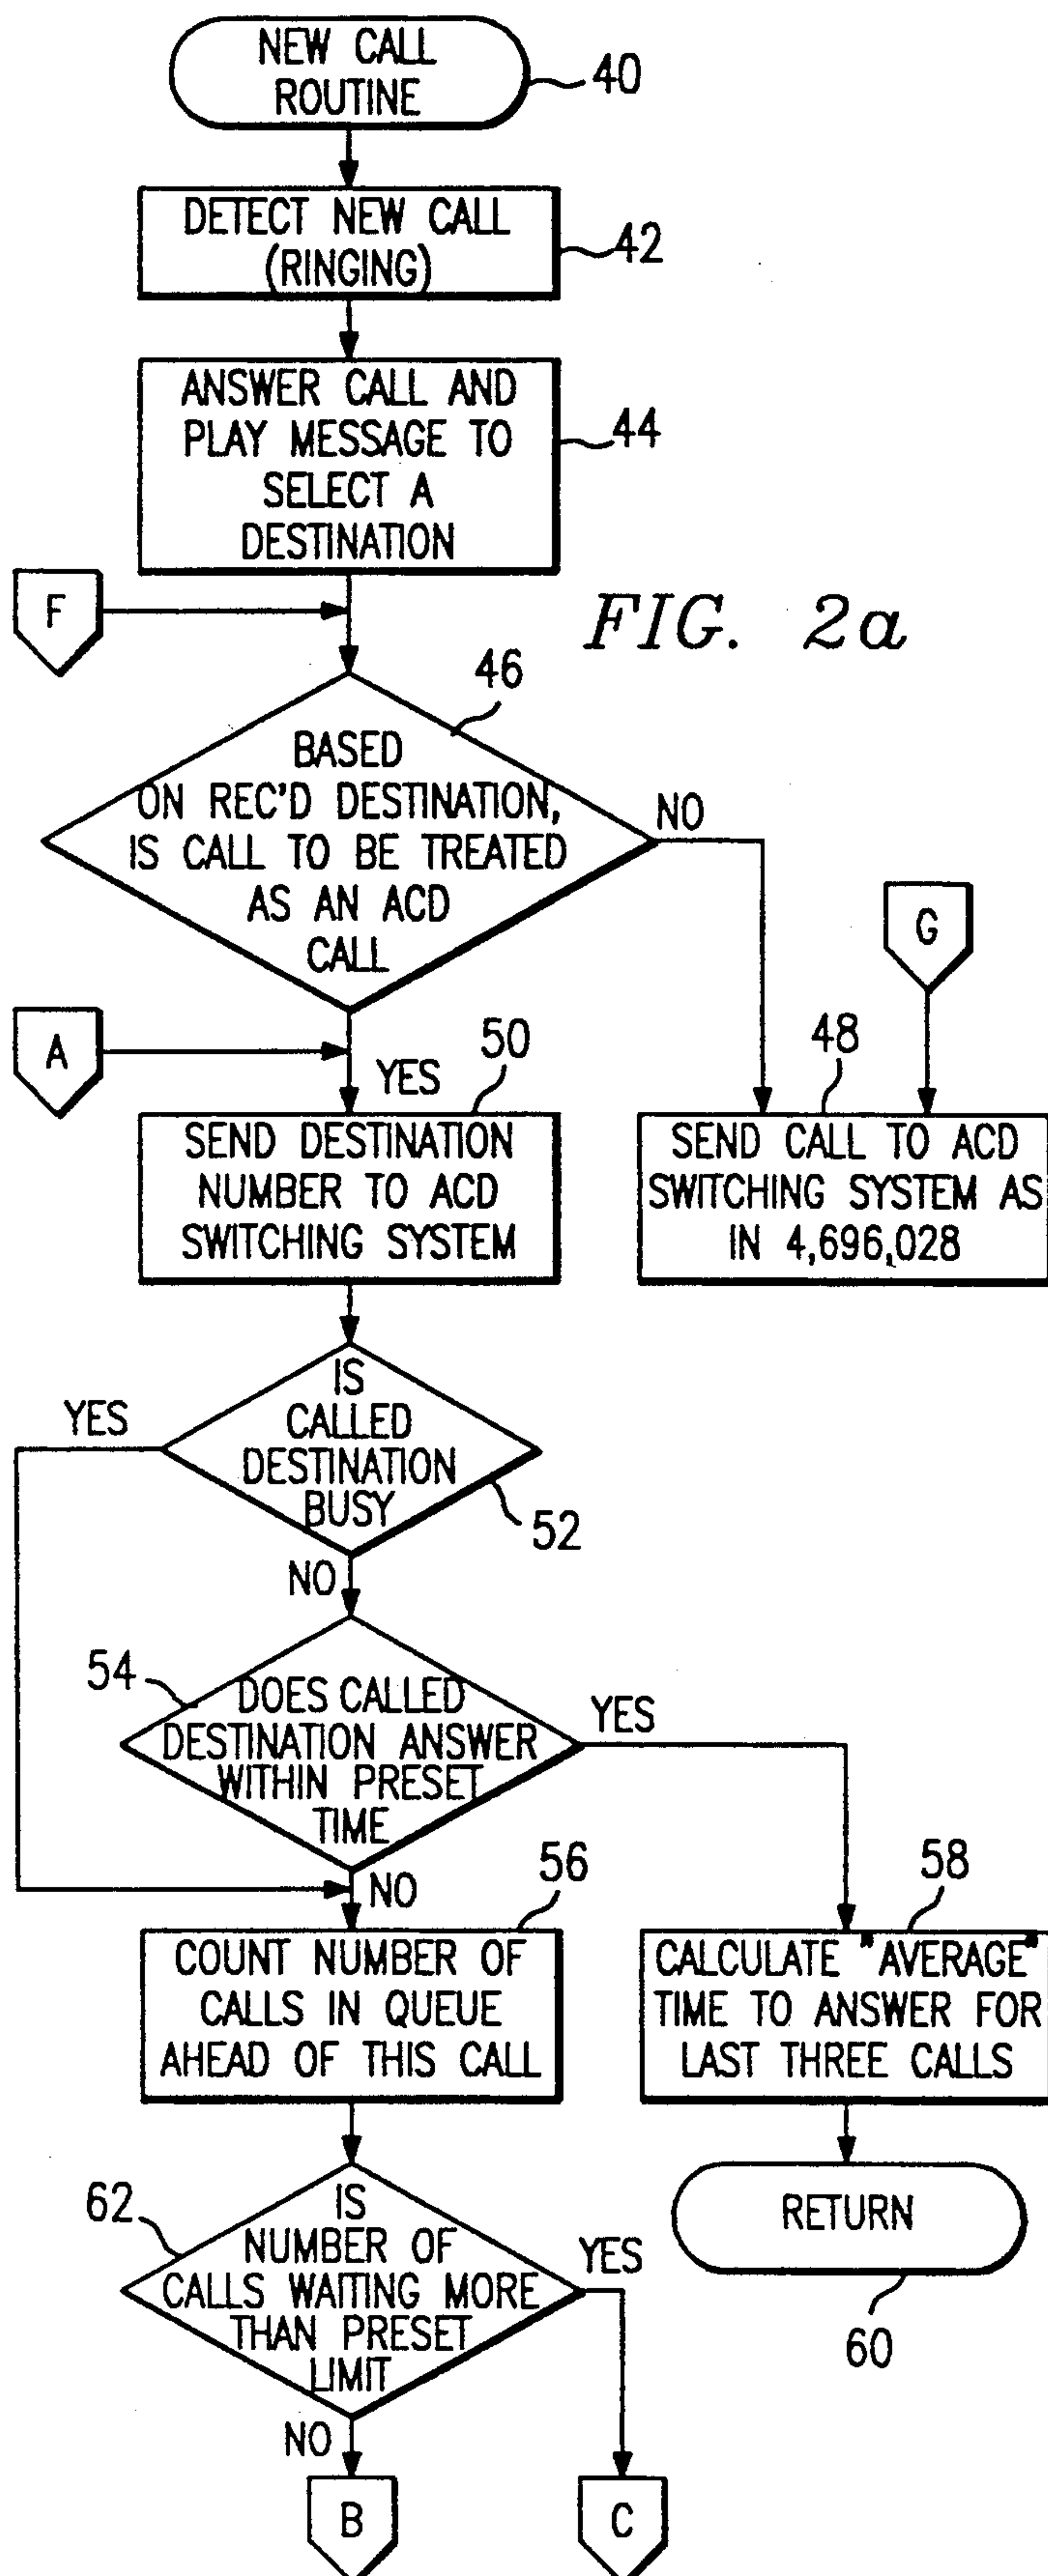 NEW CALL
ROUTINE
40
DETECT NEW CALL
(RINGING)
42
ANSWER CALL AND
PLAY MESSAGE TO
SELECT A
DESTINATION
44
F
FIG. 2a
46
BASED
ON REC'D DESTINATION,
IS CALL TO BE TREATED
AS AN ACD
CALL
NO
G
A
YES
50
48
SEND DESTINATION
NUMBER TO ACD
SWITCHING SYSTEM
SEND CALL TO ACD
SWITCHING SYSTEM AS
IN 4,696,028
IS
CALLED
DESTINATION
BUSY
YES
52
NO
54
DOES CALLED
DESTINATION ANSWER
WITHIN PRESET
TIME
YES
NO
56
58
COUNT NUMBER OF
CALLS IN QUEUE
AHEAD OF THIS CALL
CALCULATE "AVERAGE"
TIME TO ANSWER FOR
LAST THREE CALLS
62
IS
NUMBER OF
CALLS WAITING MORE
THAN PRESET
LIMIT
YES
RETURN
60
NO
B
C